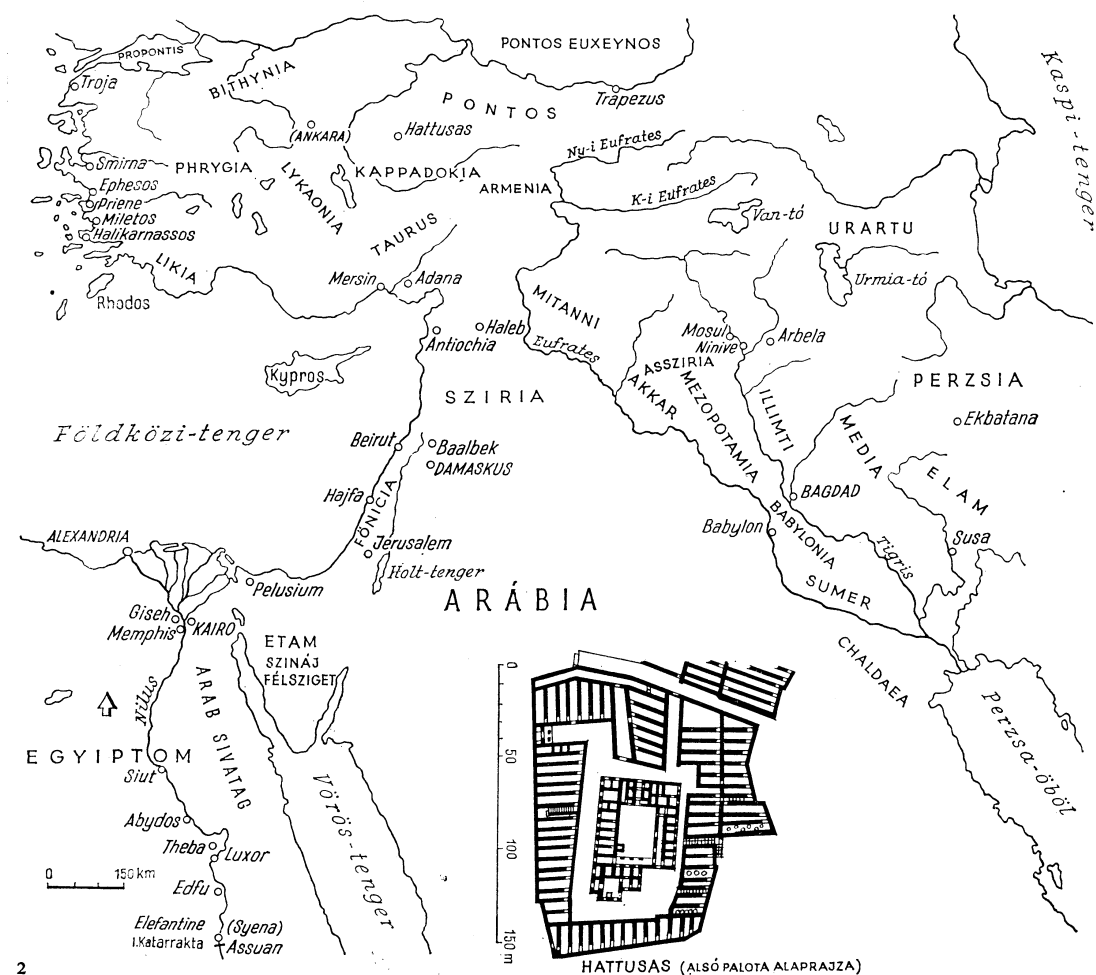 PONTOS EUXEYNOS
PROPONTIS
Kaspi-tenger
BITHYNIA
Troja
PONTOS
Trapezus
(ANKARA)
Hattusas
Ny-i Eufrates
Smirna
PHRYGIA
LYKAONIA
KAPPADOKIA
ARMENIA
K-i Eufrates
Ephesos
Priene
Miletos
Halikarnassos
Van-tó
URARTU
TAURUS
LIKIA
Mersin
Adana
Urmia-tó
Rhodos
MITANNI
Antiochia
Haleb
Eufrates
Mosul
Ninive
Arbela
ASSZIRIA
Kypros
AKKAR
MEZOPOTAMIA
ILLIMTI
PERZSIA
SZIRIA
Ekbatana
Földközi-tenger
Beirut
Baalbek
DAMASKUS
MEDIA
ELAM
Hajfa
FŐNICIA
BAGDAD
BABYLONIA
Babylon
ALEXANDRIA
Jerusalem
Tigris
Susa
Holt-tenger
Pelusium
SUMER
ARÁBIA
Giseh
Memphis
KAIRO
ETAM
SZINÁJ
FÉLSZIGET
CHALDAEA
Nilus
ARAB SIVATAG
Perzsa-öböl
EGYIPTOM
Siut
Vörös-tenger
Abydos
Theba
Luxor
0 150 km
Edfu
Elefantine (Syena)
I.Katarrakta Assuan
0
50
100
150 m
2
HATTUSAS (ALSÓ PALOTA ALAPRAJZA)